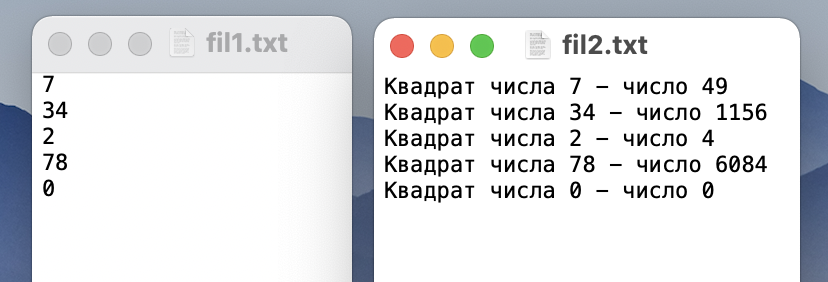 fil1.txt
7
34
2
78
0
fil2.txt
Квадрат числа 7 – число 49
Квадрат числа 34 – число 1156
Квадрат числа 2 – число 4
Квадрат числа 78 – число 6084
Квадрат числа 0 – число 0